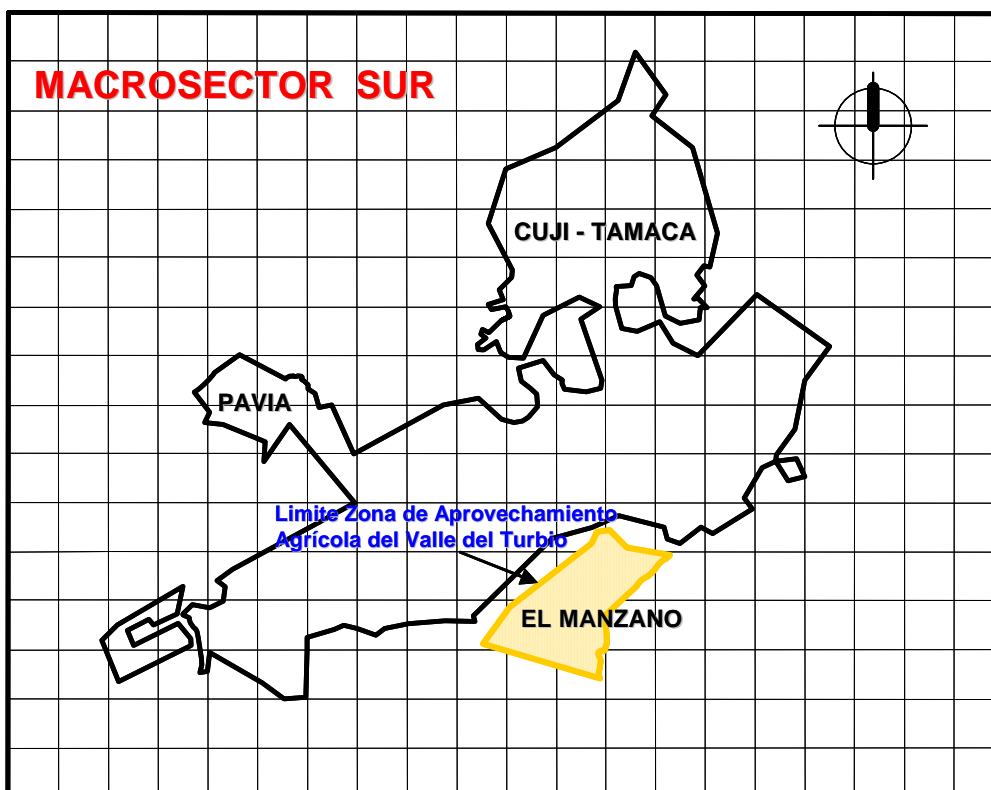 MACROSECTOR SUR
CUJI - TAMACA
PAVIA
Limite Zona de Aprovechamiento
Agrícola del Valle del Turbio
EL MANZANO